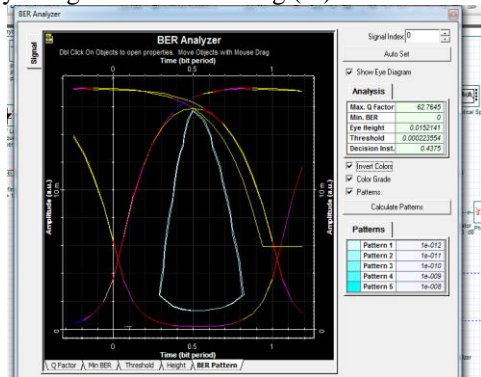 BER Analyzer
Signal
BER Analyzer
Dbl Click On Objects to open properties. Move Objects with Mouse Drag
Time (bit period)
0 0.5 1
Amplitude (a.u.)
10 m
0
Amplitude (a.u.)
10 m
0
0 0.5 1
Time (bit period)
Q Factor Min BER Threshold Height BER Pattern
Signal Index: 0
Auto Set
Show Eye Diagram
Analysis
Max. Q Factor 62.7645
Min. BER 0
Eye Height 0.0152141
Threshold 0.000223554
Decision Inst. 0.4375
Invert Colors
Color Grade
Patterns
Calculate Patterns
Patterns
Pattern 1 1e-012
Pattern 2 1e-011
Pattern 3 1e-010
Pattern 4 1e-009
Pattern 5 1e-008